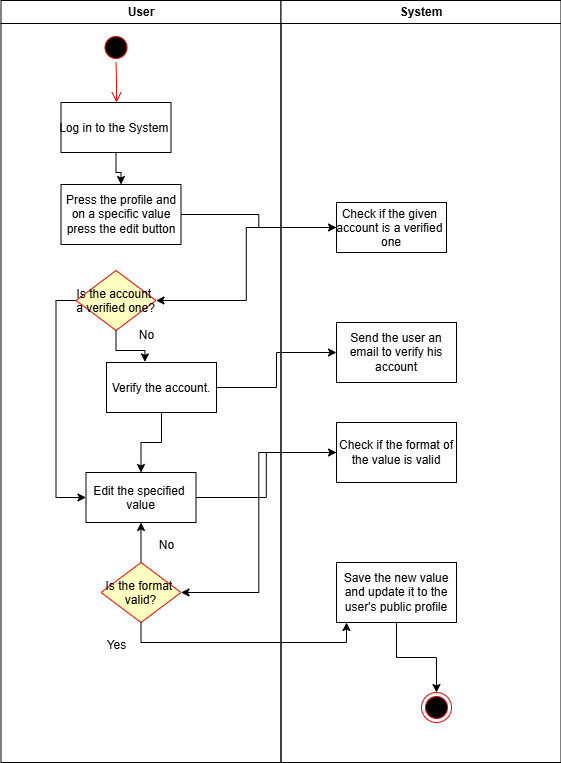 User
System
Log in to the System
Press the profile and
on a specific value
press the edit button
Check if the given
account is a verified
one
Is the account
a verified one?
No
Send the user an
email to verify his
account
Verify the account.
Check if the format of
the value is valid
Edit the specified
value
No
Is the format
valid?
Save the new value
and update it to the
user's public profile
Yes